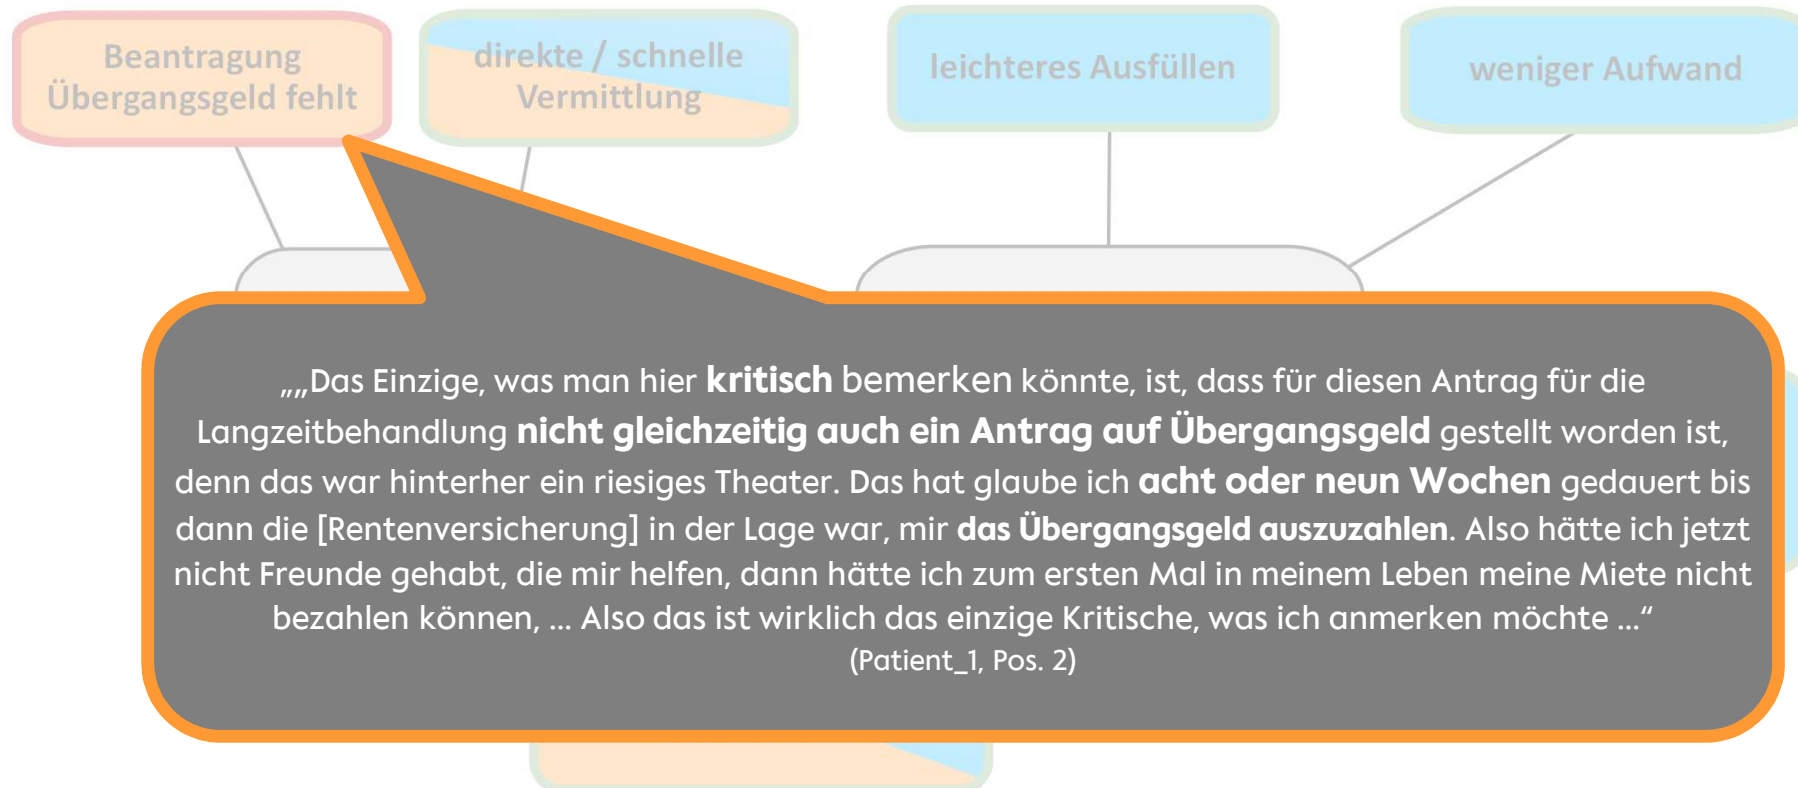 Beantragung
Übergangsgeld fehlt
direkte / schnelle
Vermittlung
leichteres Ausfüllen
weniger Aufwand
„„Das Einzige, was man hier kritisch bemerken könnte, ist, dass für diesen Antrag für die
Langzeitbehandlung nicht gleichzeitig auch ein Antrag auf Übergangsgeld gestellt worden ist,
denn das war hinterher ein riesiges Theater. Das hat glaube ich acht oder neun Wochen gedauert bis
dann die [Rentenversicherung] in der Lage war, mir das Übergangsgeld auszuzahlen. Also hätte ich jetzt
nicht Freunde gehabt, die mir helfen, dann hätte ich zum ersten Mal in meinem Leben meine Miete nicht
bezahlen können, ... Also das ist wirklich das einzige Kritische, was ich anmerken möchte ...“
(Patient_1, Pos. 2)